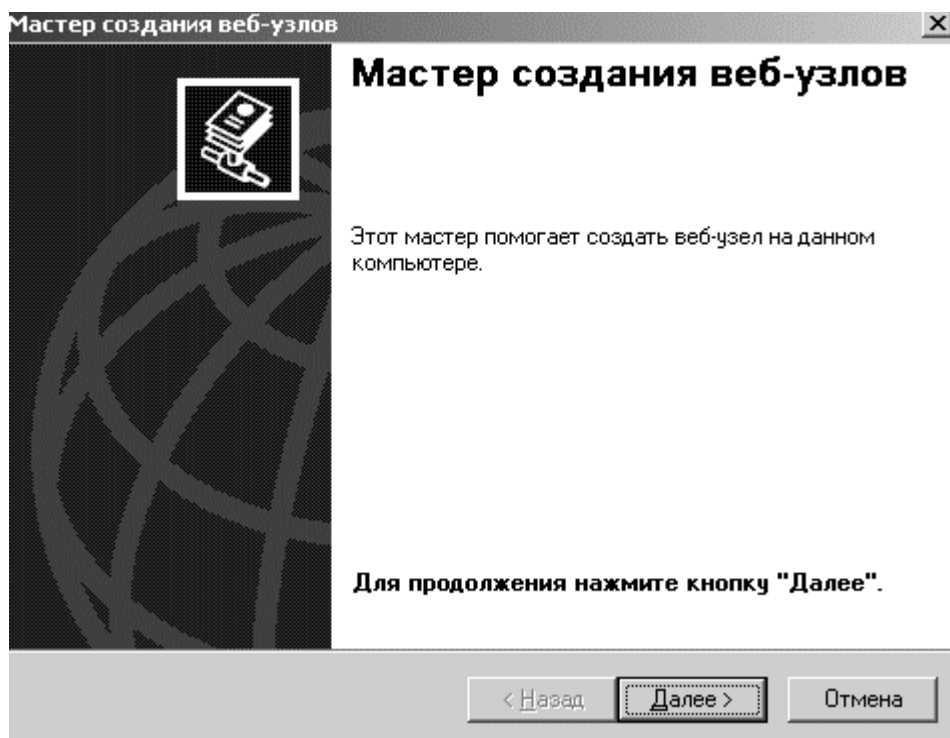 Мастер создания веб-узлов
Мастер создания веб-узлов
Этот мастер помогает создать веб-узел на данном
компьютере.
Для продолжения нажмите кнопку "Далее".
< Назад Далее > Отмена